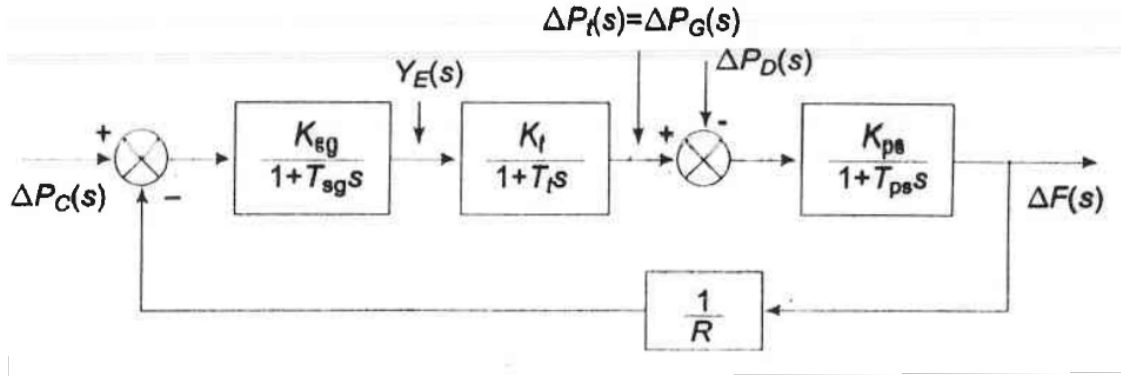 ΔP_t(s)=ΔP_G(s)
ΔP_D(s)
Y_E(s)
+
K_sg
1+T_sg s
K_t
1+T_t s
+
-
K_ps
1+T_ps s
ΔP_C(s)
−
ΔF(s)
1
R